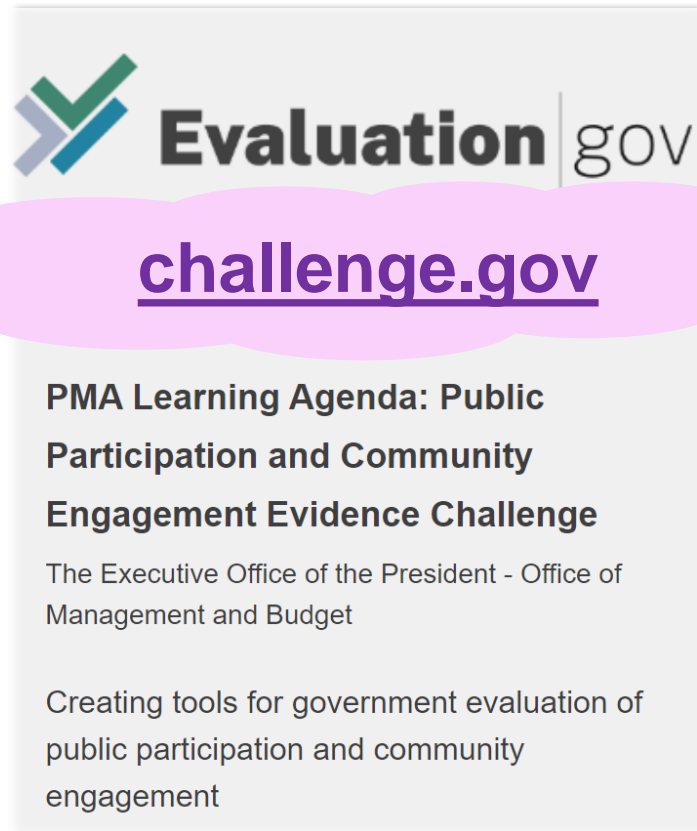 Evaluation gov
challenge.gov
PMA Learning Agenda: Public
Participation and Community
Engagement Evidence Challenge
The Executive Office of the President - Office of
Management and Budget
Creating tools for government evaluation of
public participation and community
engagement